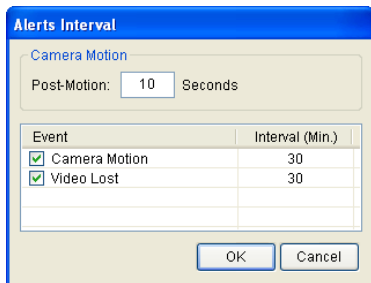 Alerts Interval
Camera Motion
Post-Motion: 10 Seconds
Event Interval (Min.)
Camera Motion 30
Video Lost 30
OK Cancel